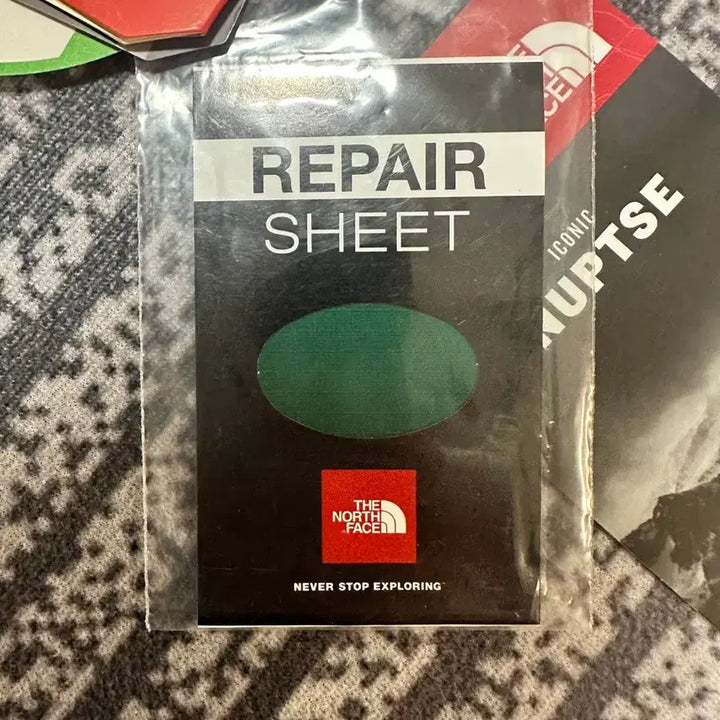 REPAIR
SHEET
THE
NORTH
FACE
NEVER STOP EXPLORING
ICONIC
NUPTSE